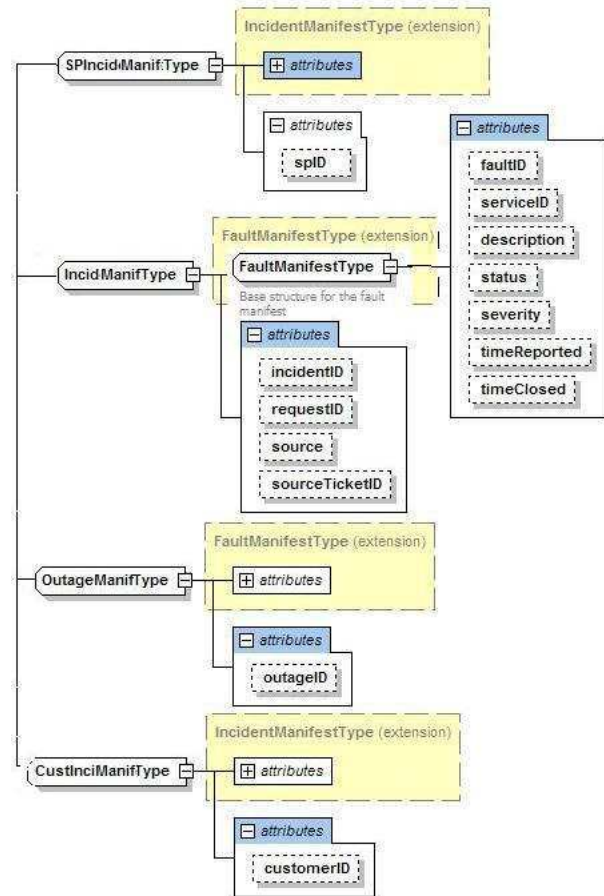 IncidentManifestType (extension)
SPIncidManifType
attributes
attributes
spID
attributes
faultID
serviceID
description
status
severity
timeReported
timeClosed
FaultManifestType (extension)
IncidManifType
FaultManifestType
Base structure for the fault
manifest
attributes
incidentID
requestID
source
sourceTicketID
FaultManifestType (extension)
OutageManifType
attributes
attributes
outageID
IncidentManifestType (extension)
CustInciManifType
attributes
attributes
customerID